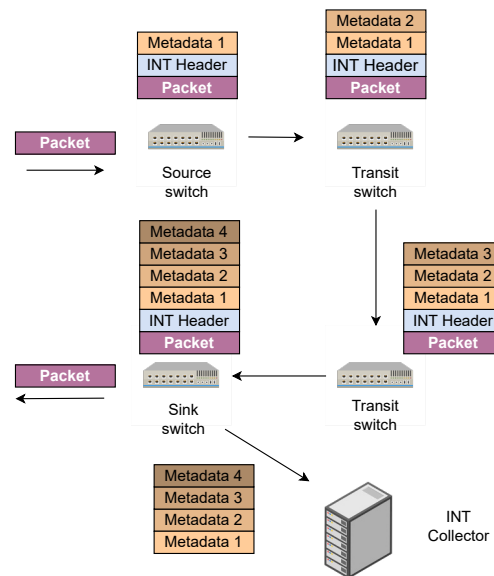 Metadata 1
INT Header
Packet
Metadata 2
Metadata 1
INT Header
Packet
Packet
Source
switch
Transit
switch
Metadata 4
Metadata 3
Metadata 2
Metadata 1
INT Header
Packet
Metadata 3
Metadata 2
Metadata 1
INT Header
Packet
Packet
Sink
switch
Transit
switch
Metadata 4
Metadata 3
Metadata 2
Metadata 1
INT
Collector